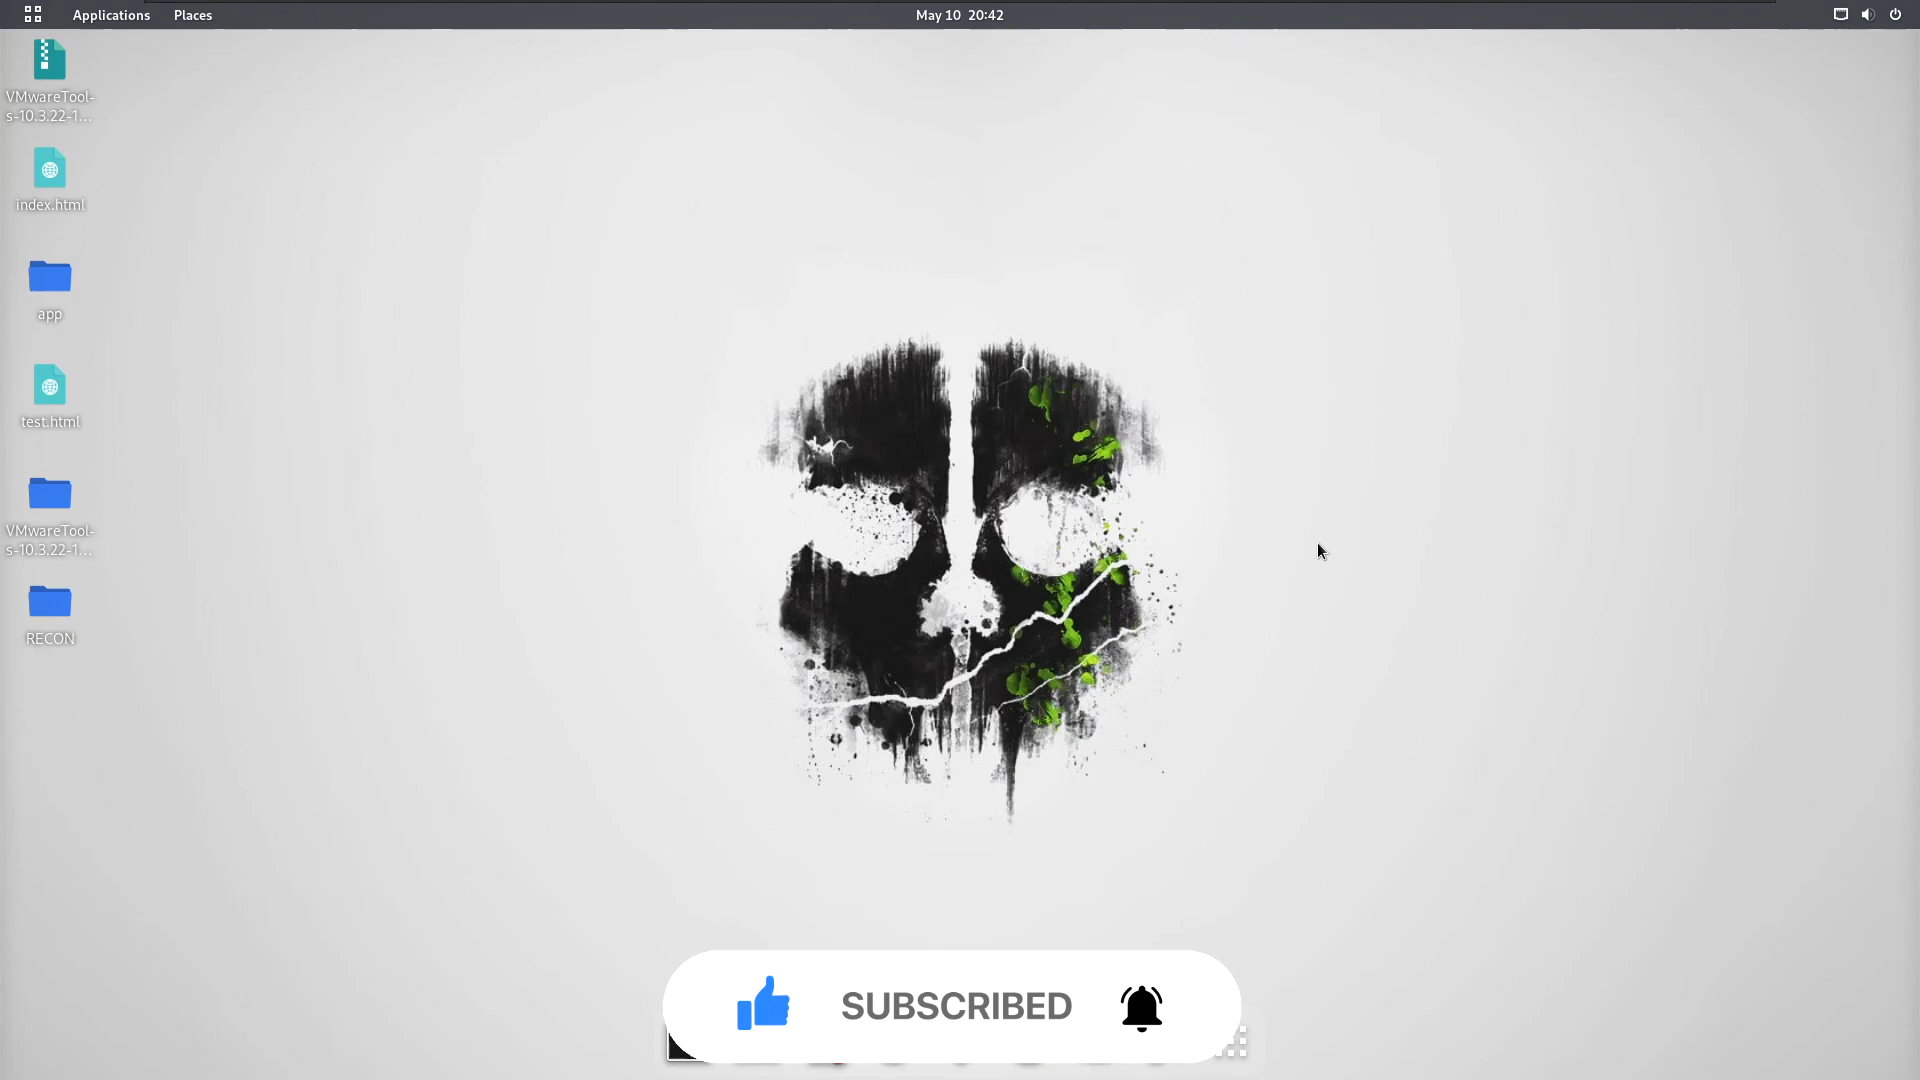 Applications
Places
May 10 20:42
VMwareTool-
s-10.3.22-1...
index.html
app
test.html
VMwareTool-
s-10.3.22-1...
RECON
SUBSCRIBED